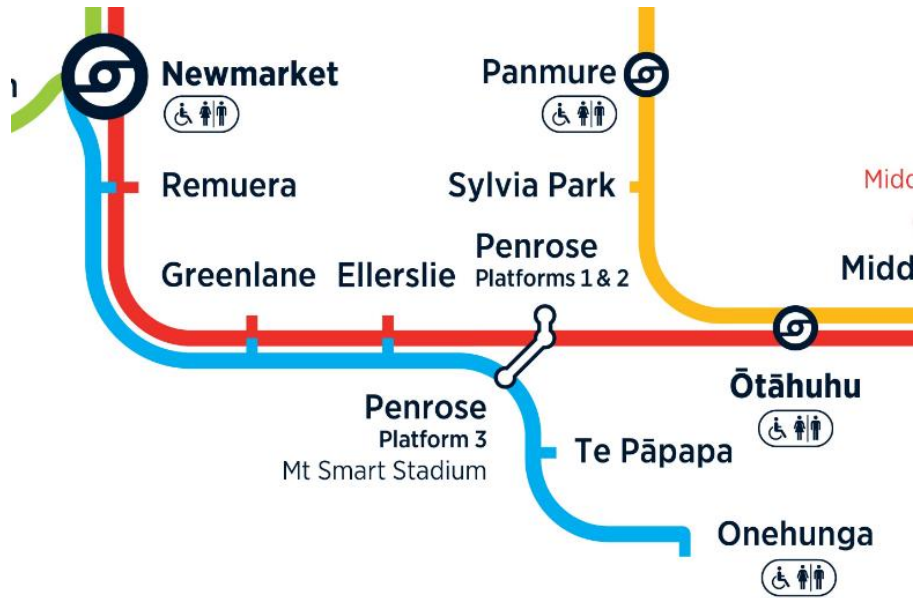 Newmarket
Panmure
Remuera
Sylvia Park
Greenlane
Ellerslie
Penrose
Platforms 1 & 2
Ōtāhuhu
Penrose
Platform 3
Mt Smart Stadium
Te Pāpapa
Onehunga